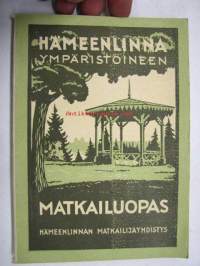 HÄMEENLINNA
YMPÄRISTÖINEEN
MATKAILUOPAS
HÄMEENLINNAN MATKAILIJAYHDISTYS